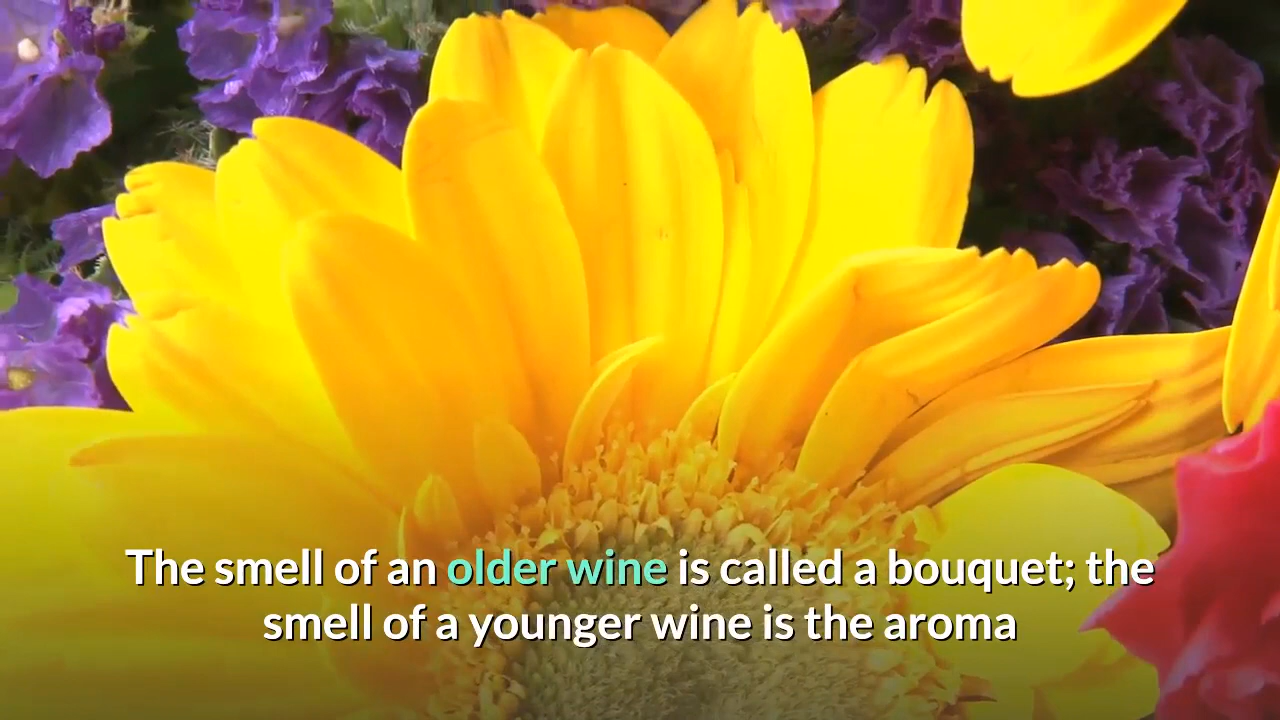 The smell of an older wine is called a bouquet; the
smell of a younger wine is the aroma